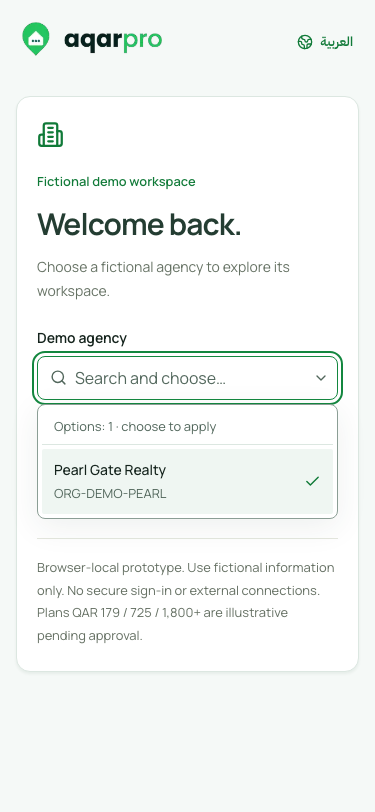 aqarpro
العربية
Fictional demo workspace
Welcome back.
Choose a fictional agency to explore its
workspace.
Demo agency
Search and choose...
Options: 1 · choose to apply
Pearl Gate Realty
ORG-DEMO-PEARL
Browser-local prototype. Use fictional information
only. No secure sign-in or external connections.
Plans QAR 179 / 725 / 1,800+ are illustrative
pending approval.